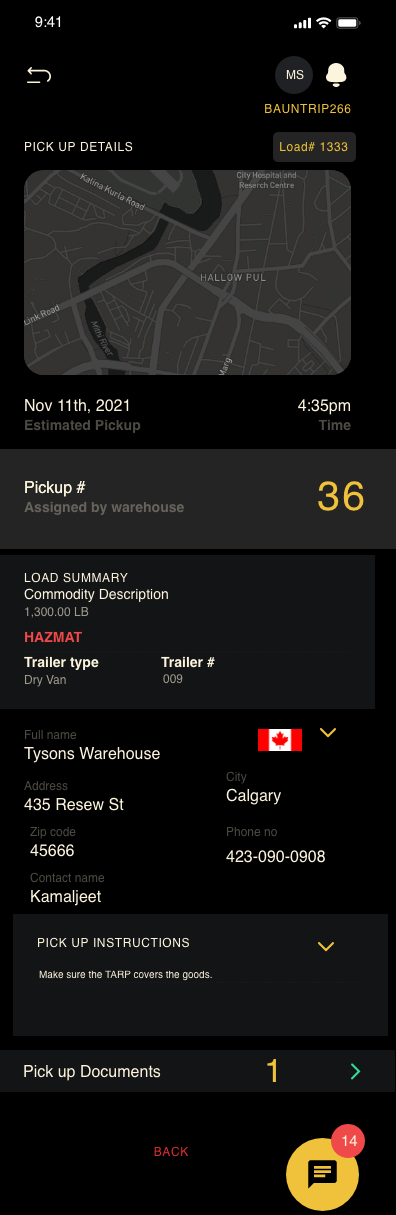 9:41
MS
BAUNTRIP266
PICK UP DETAILS
Load# 1333
Kalina Kurla Road
City Hospital and
Reserch Centre
HALLOW PUL
Link Road
Mithi River
Marg
Nov 11th, 2021
4:35pm
Estimated Pickup
Time
Pickup #
36
Assigned by warehouse
LOAD SUMMARY
Commodity Description
1,300.00 LB
HAZMAT
Trailer type
Trailer #
Dry Van
009
Full name
Tysons Warehouse
City
Address
Calgary
435 Resew St
Zip code
Phone no
45666
423-090-0908
Contact name
Kamaljeet
PICK UP INSTRUCTIONS
Make sure the TARP covers the goods.
Pick up Documents
1
14
BACK